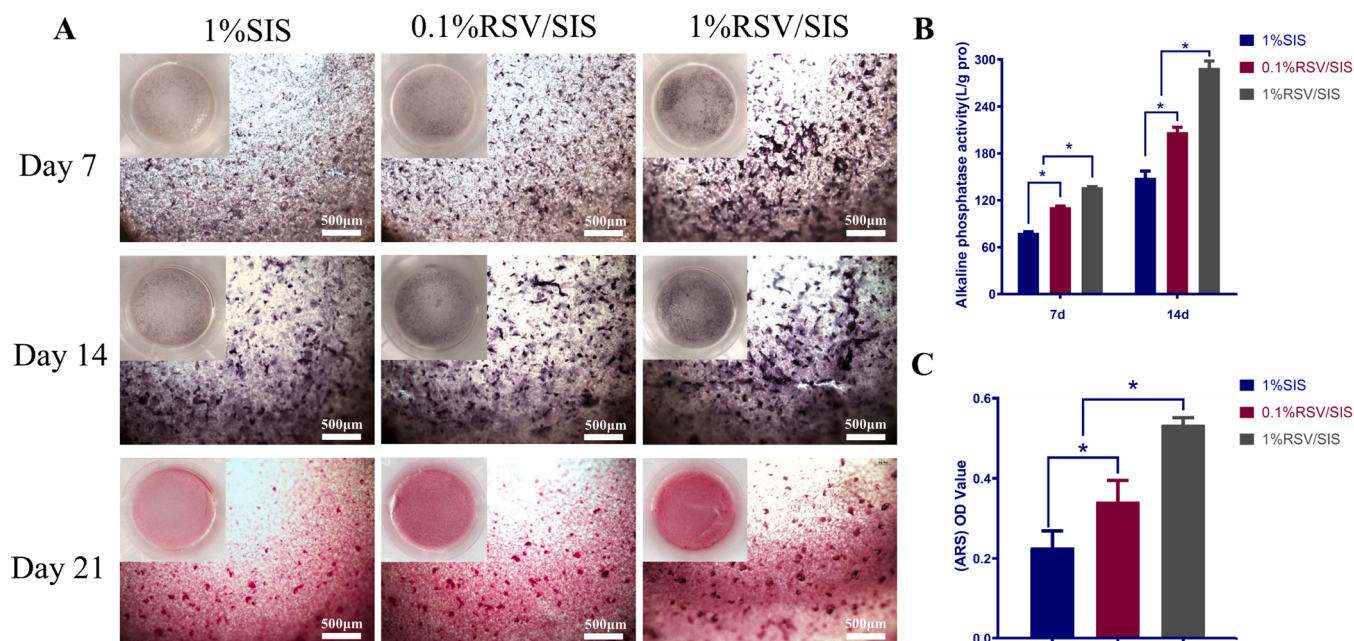 A
1%SIS
0.1%RSV/SIS
1%RSV/SIS
Day 7
500μm
500μm
500μm
Day 14
500μm
500μm
500μm
Day 21
500μm
500μm
500μm
B
Alkaline phosphatase activity(L/g pro)
300
240
180
120
60
0
*
*
*
*
7d
14d
1%SIS
0.1%RSV/SIS
1%RSV/SIS
C
(ARS) OD Value
0.6
0.4
0.2
0.0
*
*
1%SIS
0.1%RSV/SIS
1%RSV/SIS